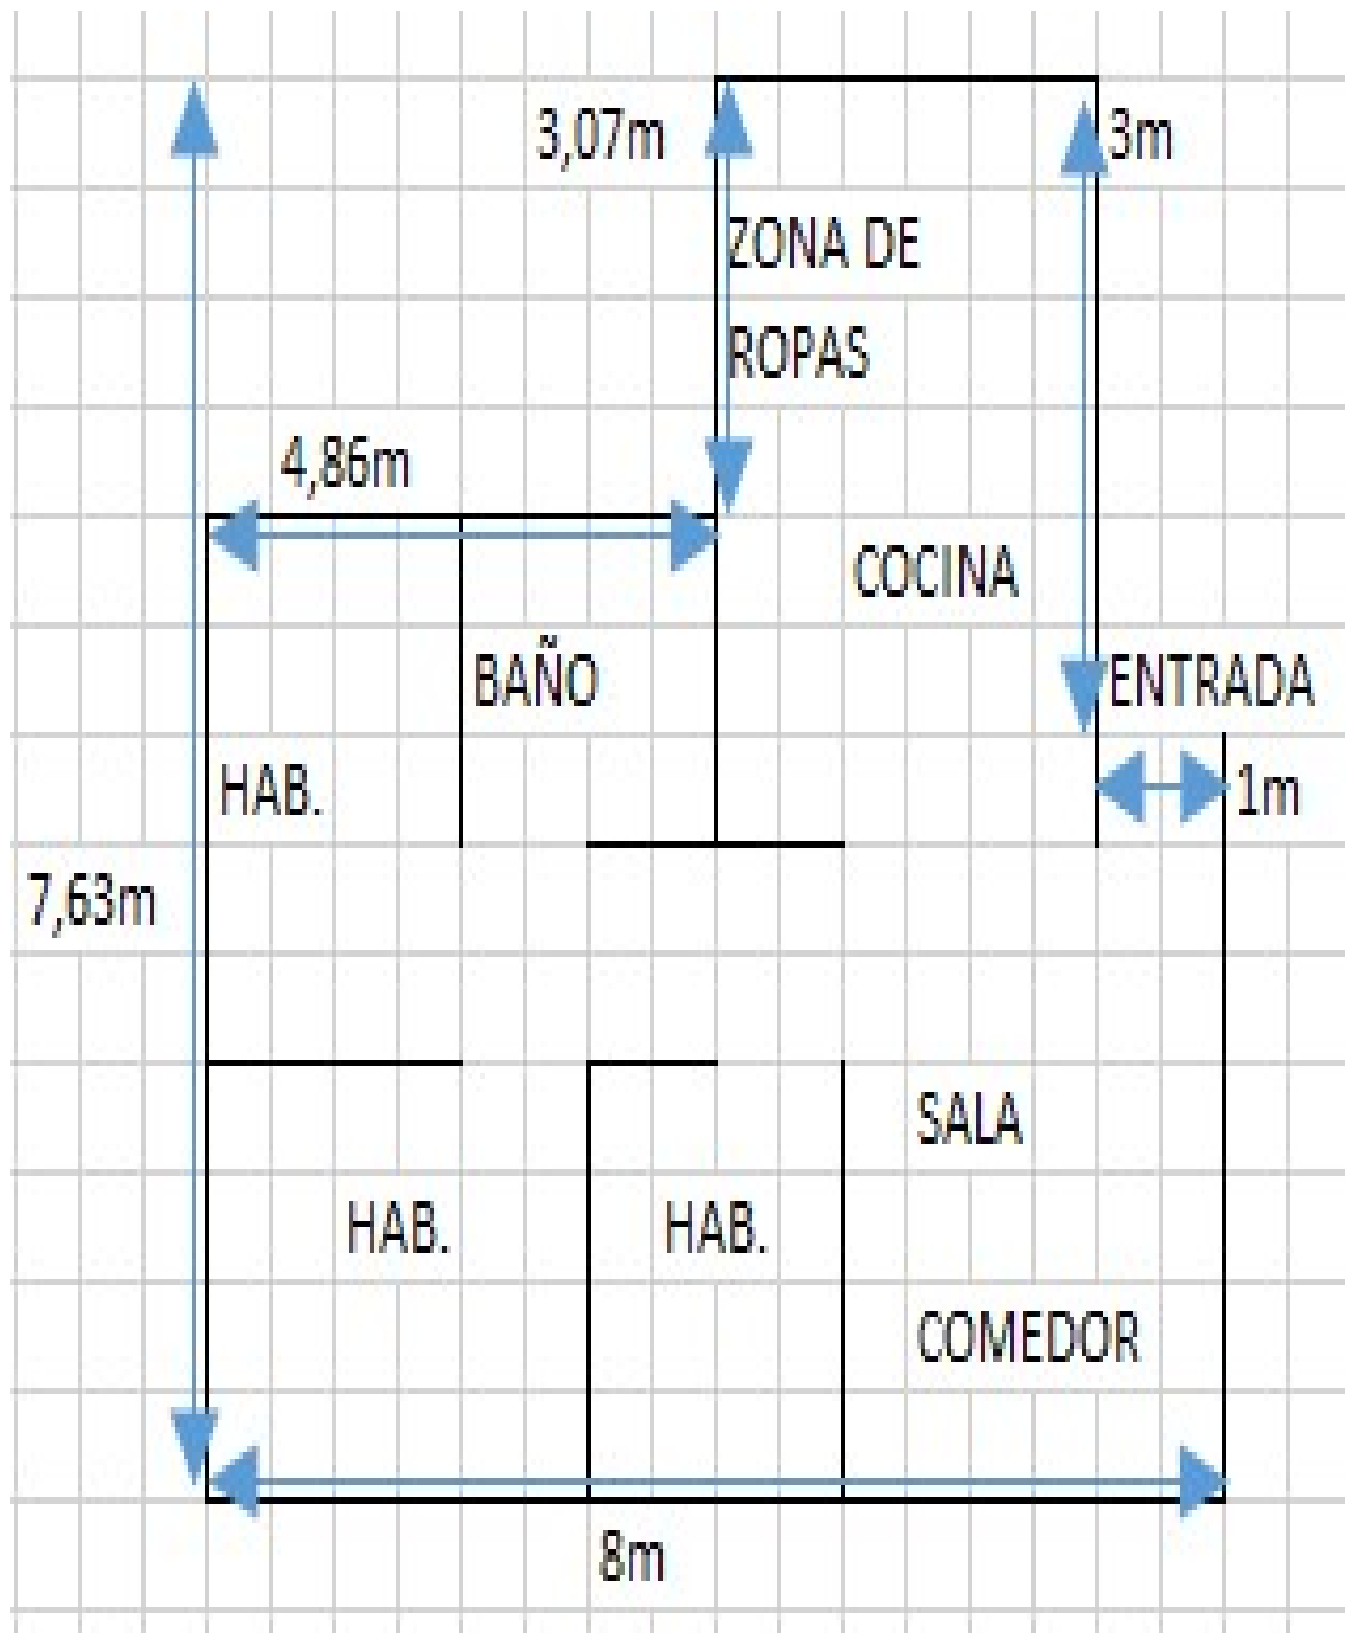 3,07m
3m
ZONA DE
ROPAS
4,86m
COCINA
BAÑO
ENTRADA
HAB.
1m
7,63m
SALA
HAB.
HAB.
COMEDOR
8m